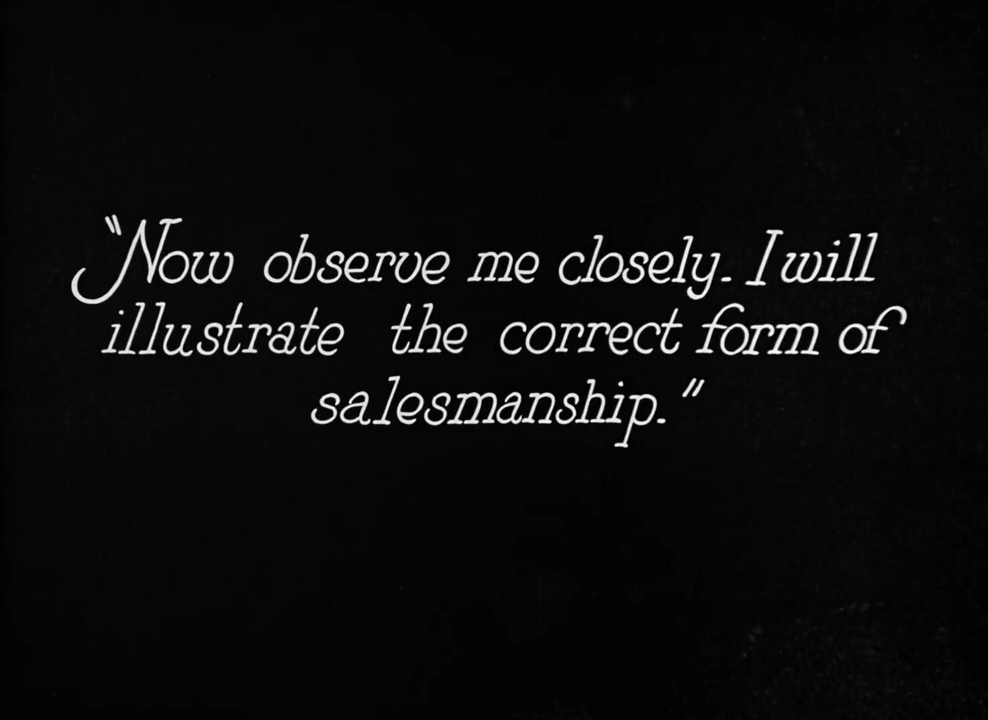 "Now observe me closely. I will
illustrate the correct form of
salesmanship."